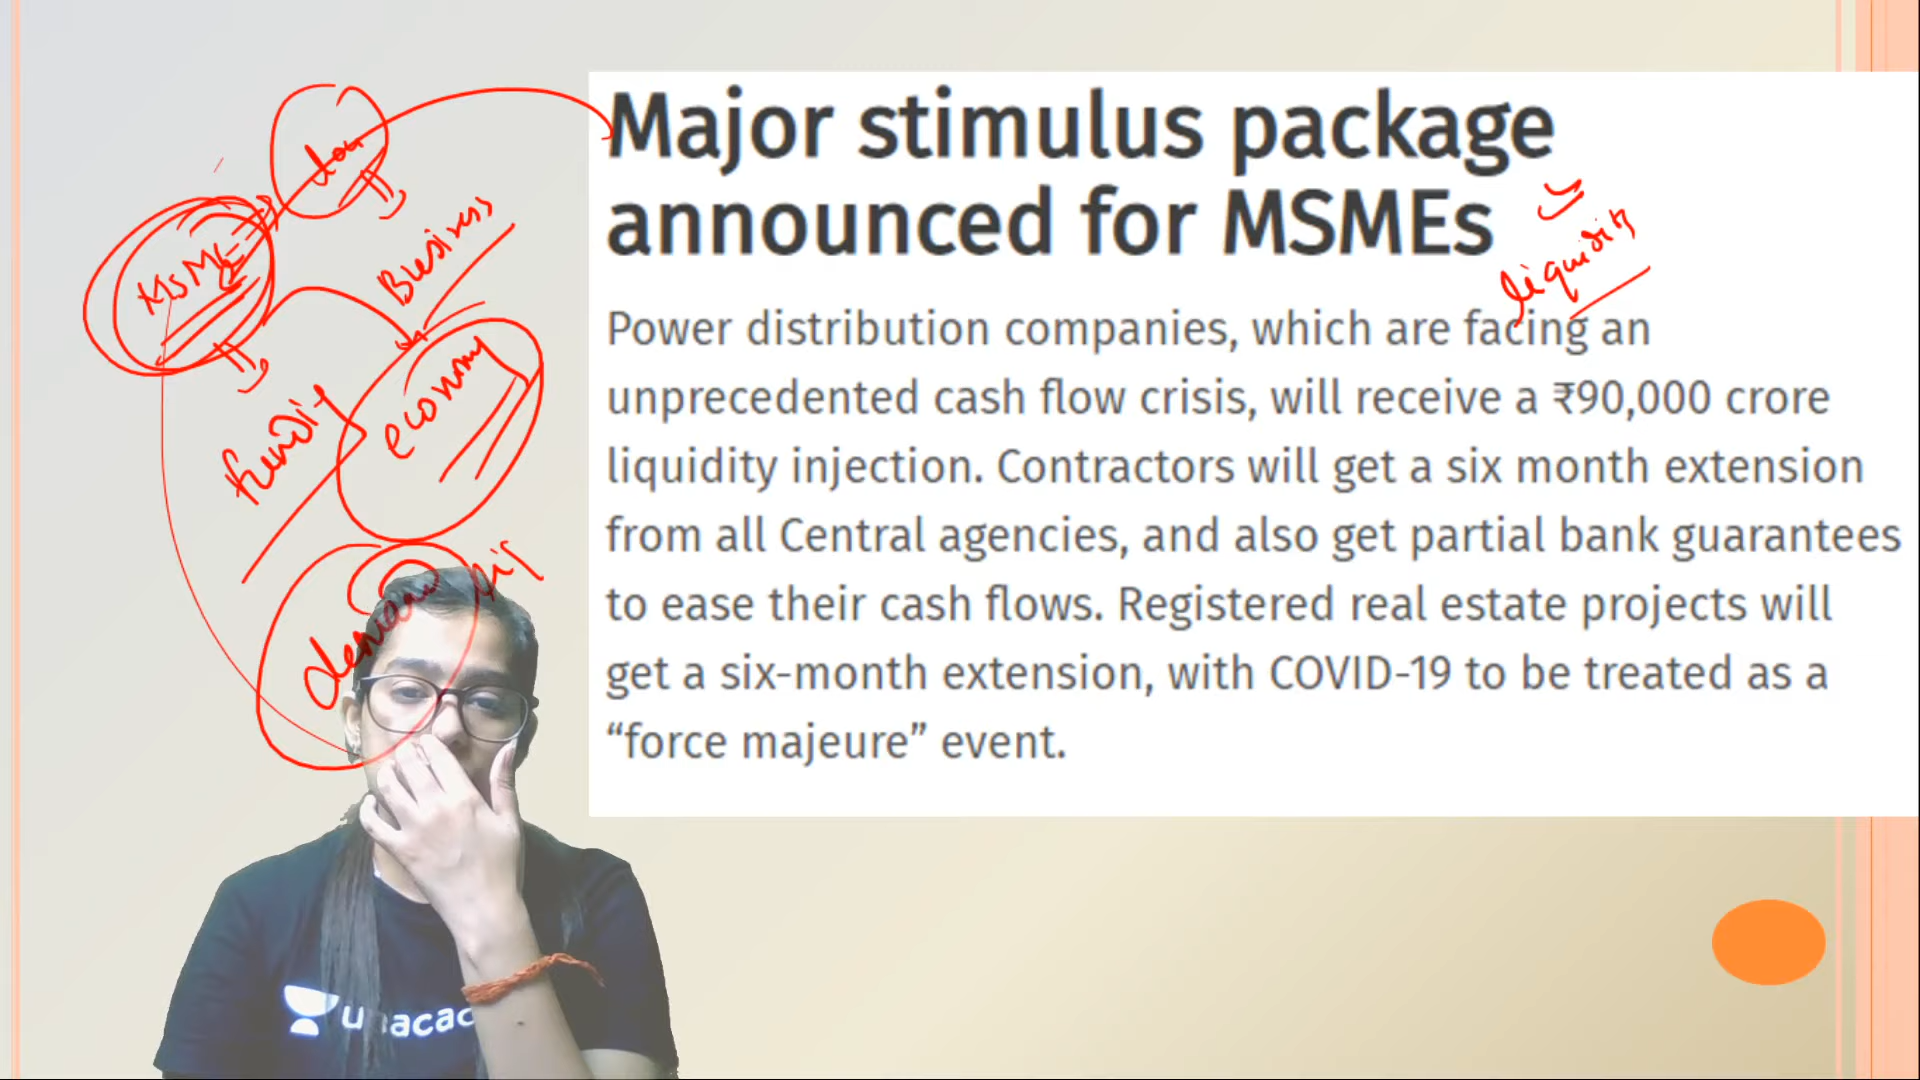 Major stimulus package
announced for MSMEs
Power distribution companies, which are facing an
unprecedented cash flow crisis, will receive a ₹90,000 crore
liquidity injection. Contractors will get a six month extension
from all Central agencies, and also get partial bank guarantees
to ease their cash flows. Registered real estate projects will
get a six-month extension, with COVID-19 to be treated as a
“force majeure” event.
liquidity
MSME
Business
economy